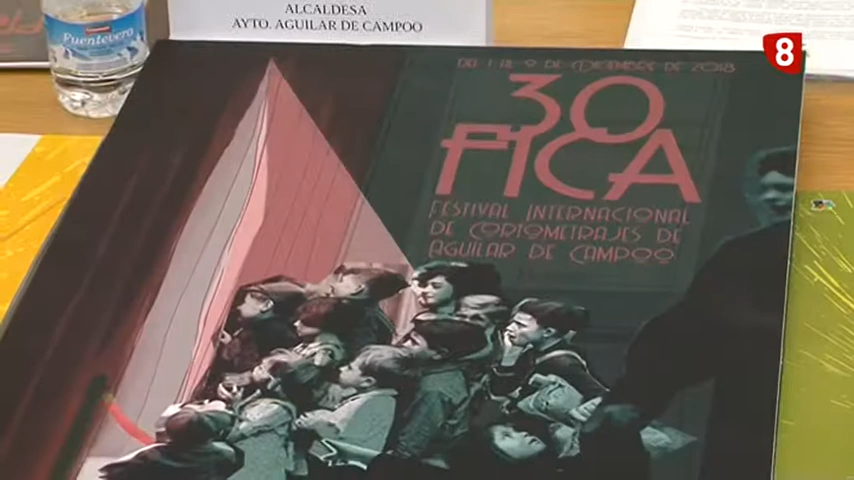 ALCALDESA
AYTO. AGUILAR DE CAMPOO
8
Fuentevera
DEL 1 AL 9 DE DICIEMBRE DE 2018
30
FICA
FESTIVAL INTERNACIONAL
DE CORTOMETRAJES DE
AGUILAR DE CAMPOO